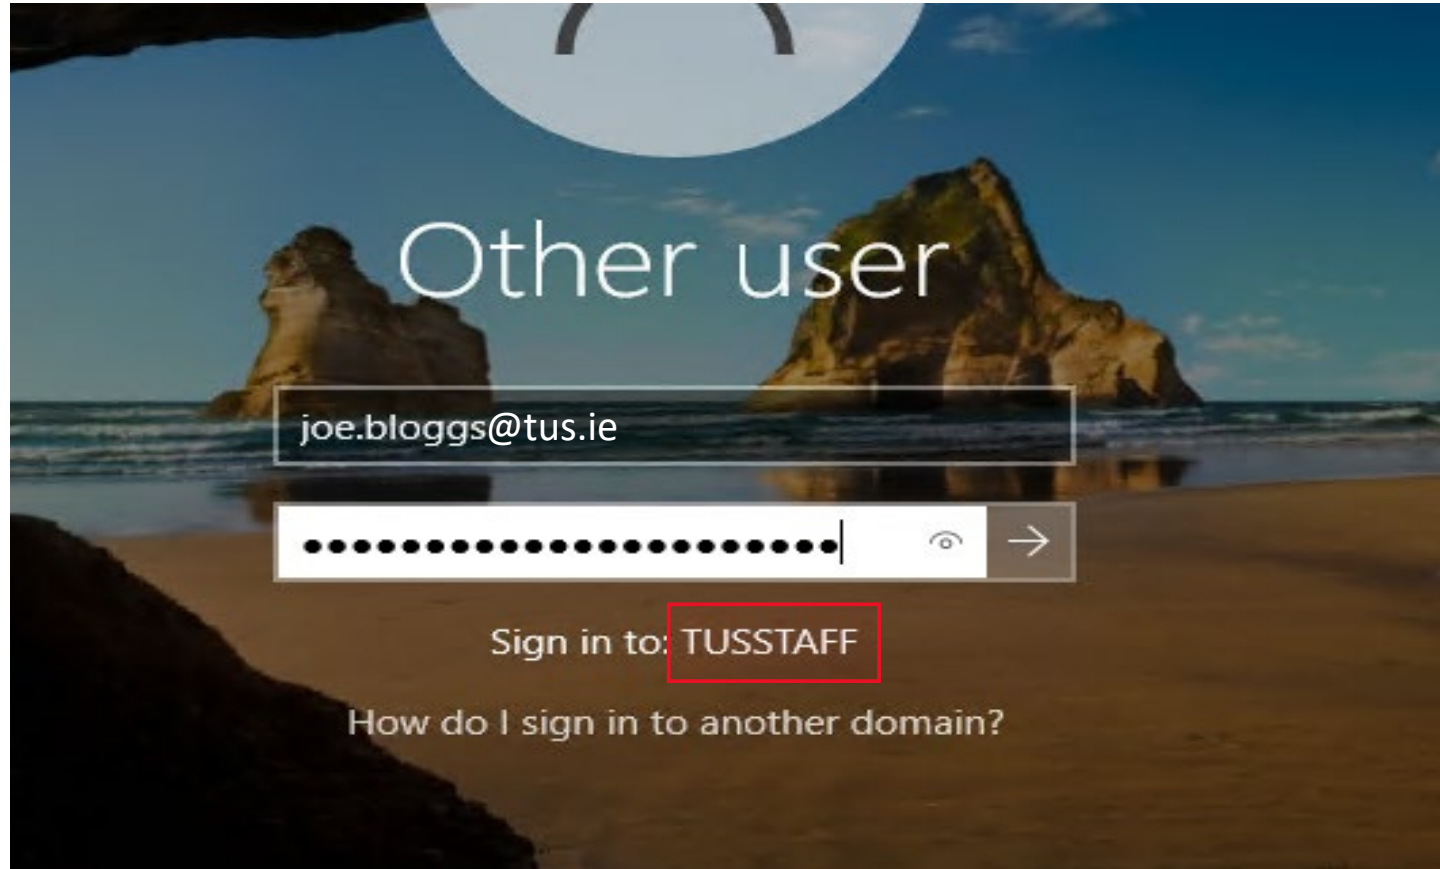 Other user
joe.bloggs@tus.ie
Sign in to: TUSSTAFF
How do I sign in to another domain?